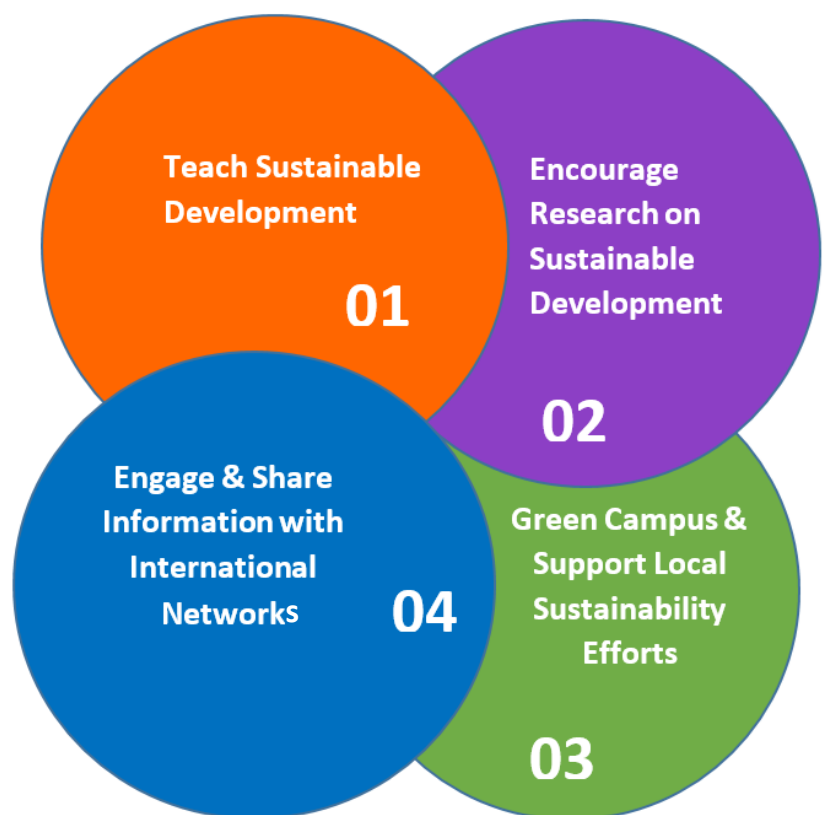 Teach Sustainable
Development
01
Encourage
Research on
Sustainable
Development
02
Green Campus &
Support Local
Sustainability
Efforts
03
Engage & Share
Information with
International
Networks
04